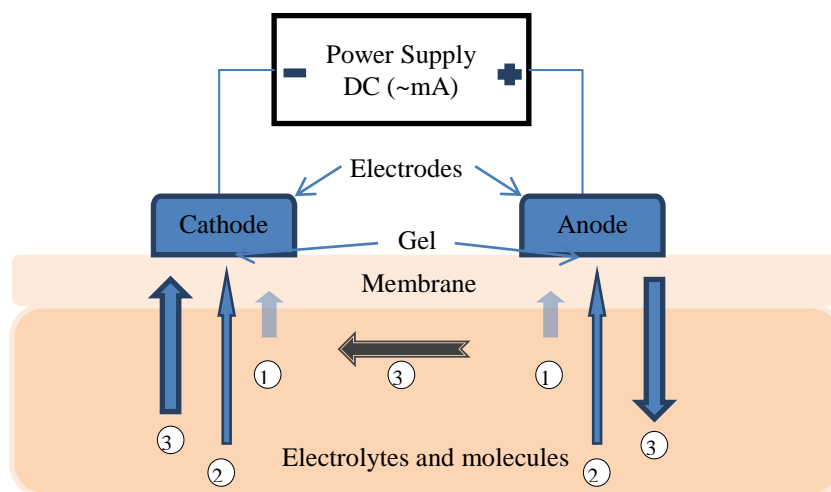 Power Supply
DC (~mA)
Electrodes
Cathode
Anode
Gel
Membrane
1
3
1
3
3
2
Electrolytes and molecules
2